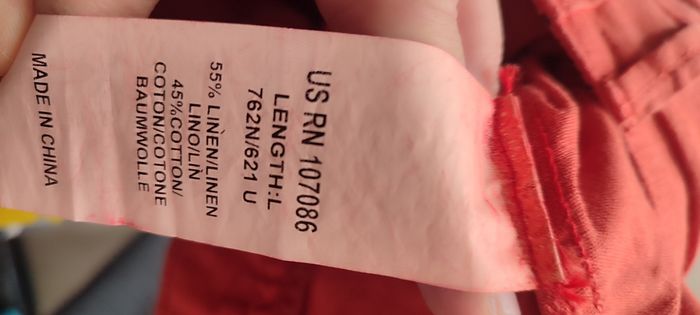 US RN 107086
LENGTH:L
762N/621 U
55% LINEN/LINEN
LINO/LIN
45%COTTON/
COTON/COTONE
BAUMWOLLE
MADE IN CHINA